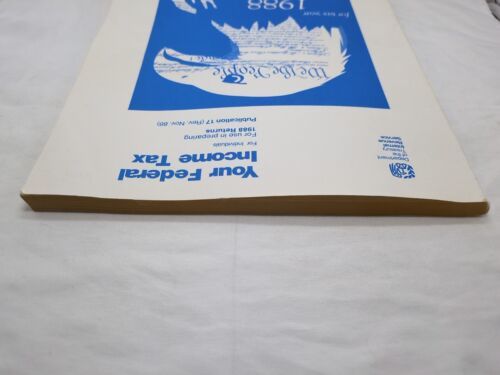 Department
of the
Treasury
Internal
Revenue
Service
Your Federal
Income Tax
For Individuals
For use in preparing
1988 Returns
Publication 17 (Rev. Nov. 88)
We the People
for tax year
1988